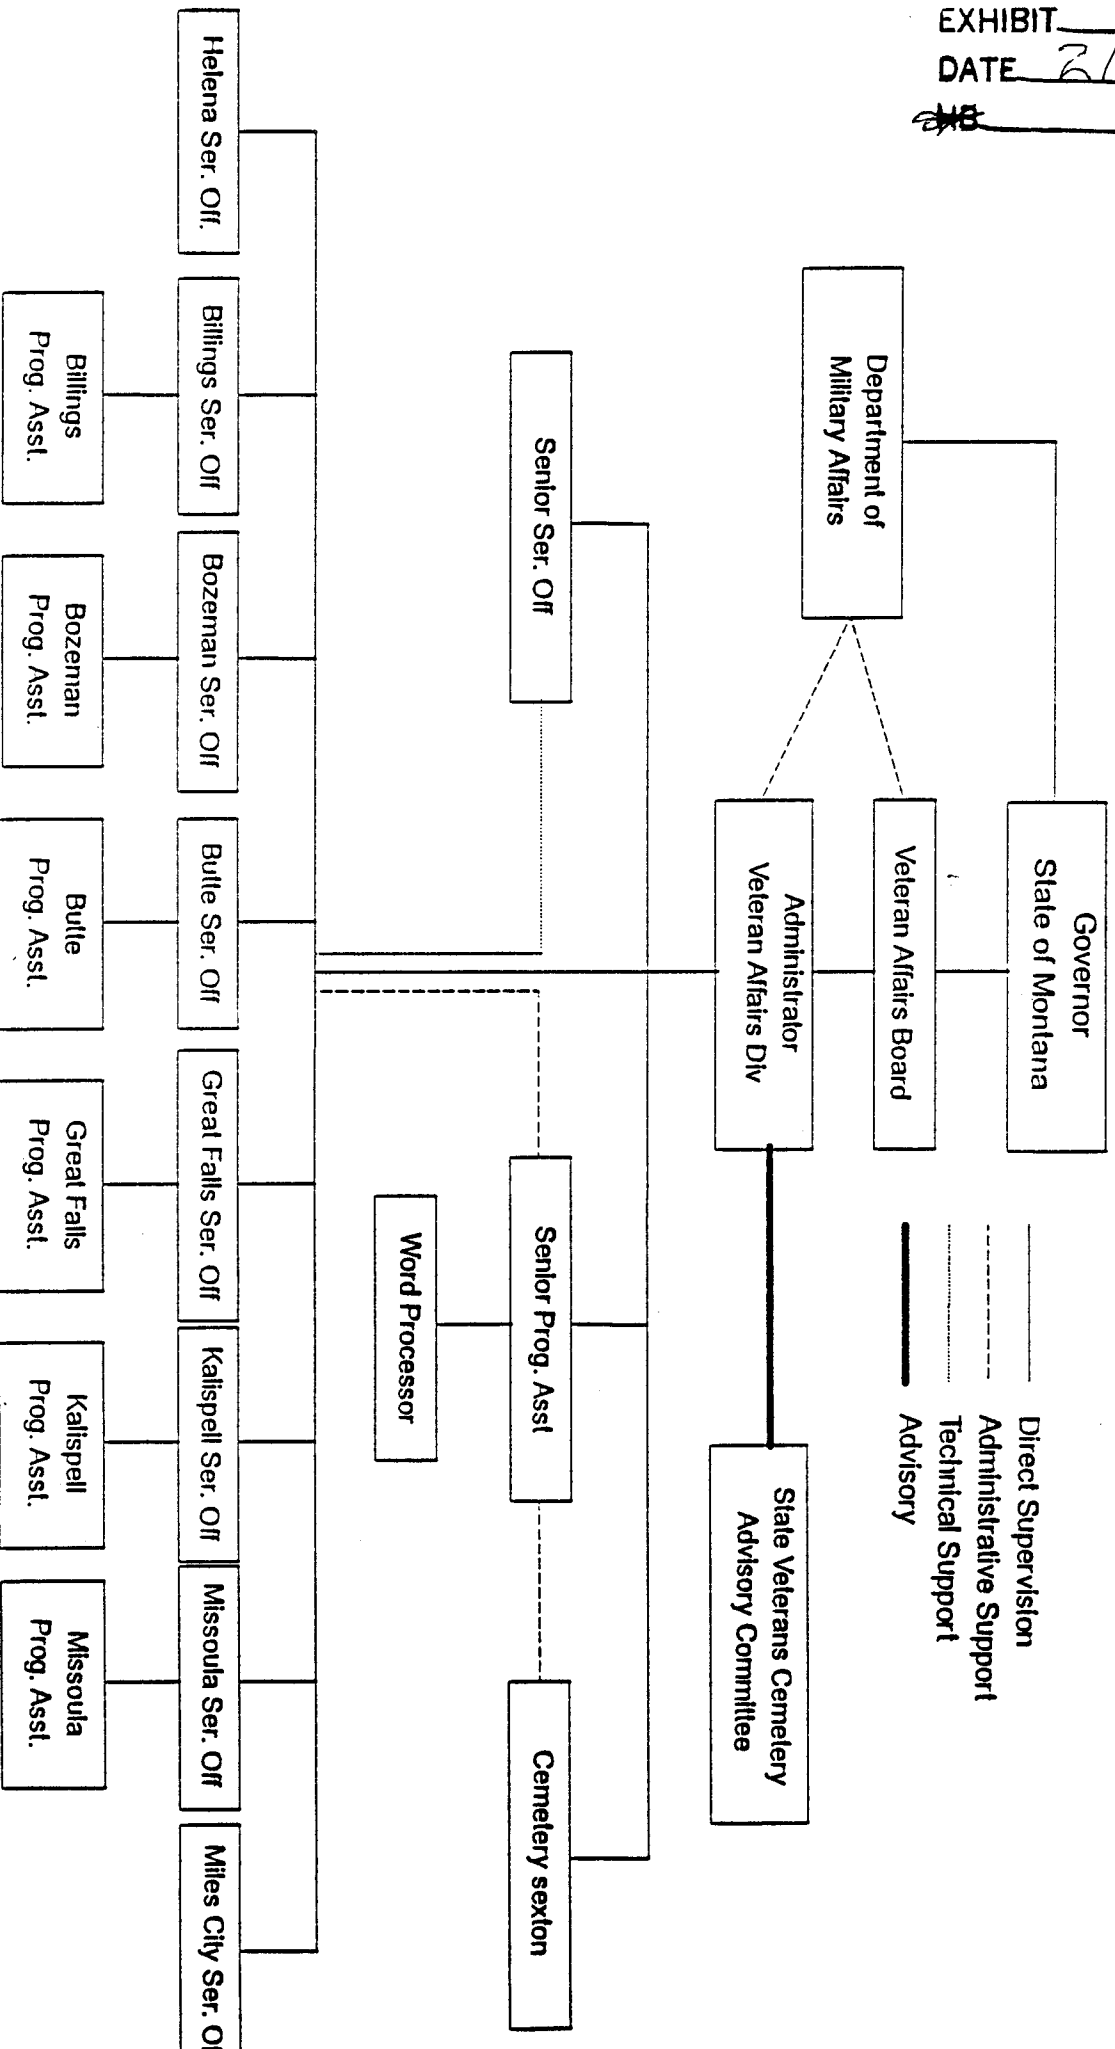 EXHIBIT
DATE
HB
Governor
State of Montana
Direct Supervision
Administrative Support
Technical Support
Advisory
Department of
Military Affairs
Veteran Affairs Board
Administrator
Veteran Affairs Div
State Veterans Cemetery
Advisory Committee
Senior Ser. Off
Senior Prog. Asst
Cemetery sexton
Word Processor
Helena Ser. Off.
Billings Ser. Off
Bozeman Ser. Off
Butte Ser. Off
Great Falls Ser. Off
Kalispell Ser. Off
Missoula Ser. Off
Miles City Ser. Of
Billings
Prog. Asst.
Bozeman
Prog. Asst.
Butte
Prog. Asst.
Great Falls
Prog. Asst.
Kalispell
Prog. Asst.
Missoula
Prog. Asst.